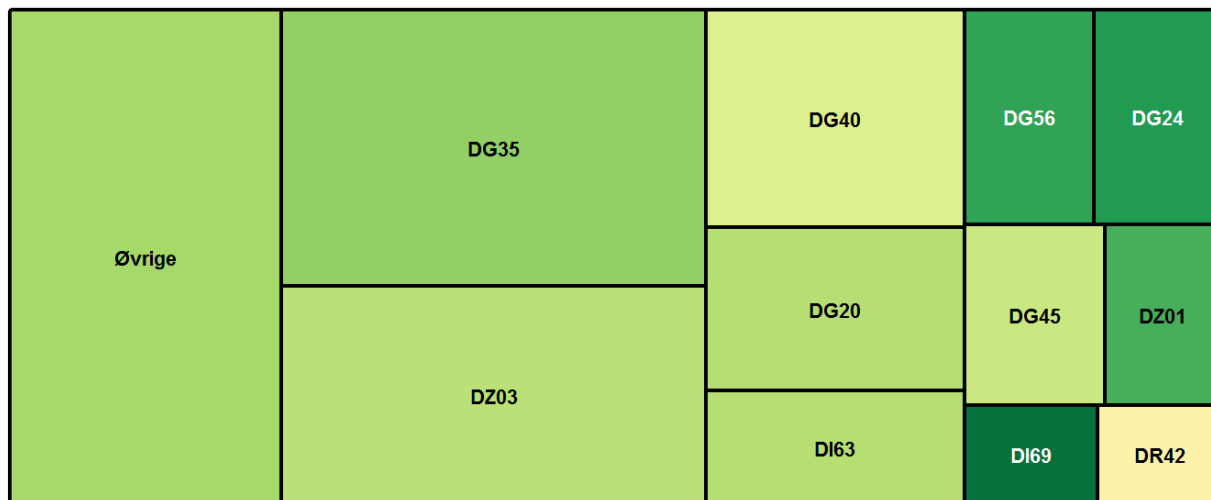 Øvrige
DG35
DZ03
DG40
DG20
DI63
DG56
DG24
DG45
DZ01
DI69
DR42